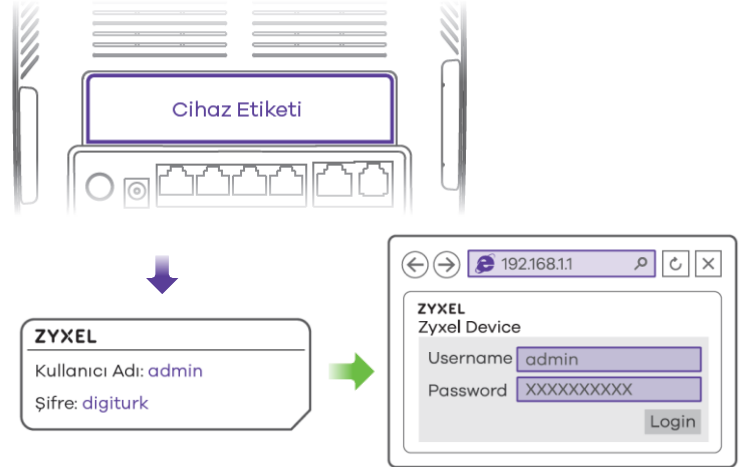 Cihaz Etiketi
ZYXEL
Kullanıcı Adı: admin
Şifre: digiturk
192.168.1.1
ZYXEL
Zyxel Device
Username admin
Password XXXXXXXXXX
Login